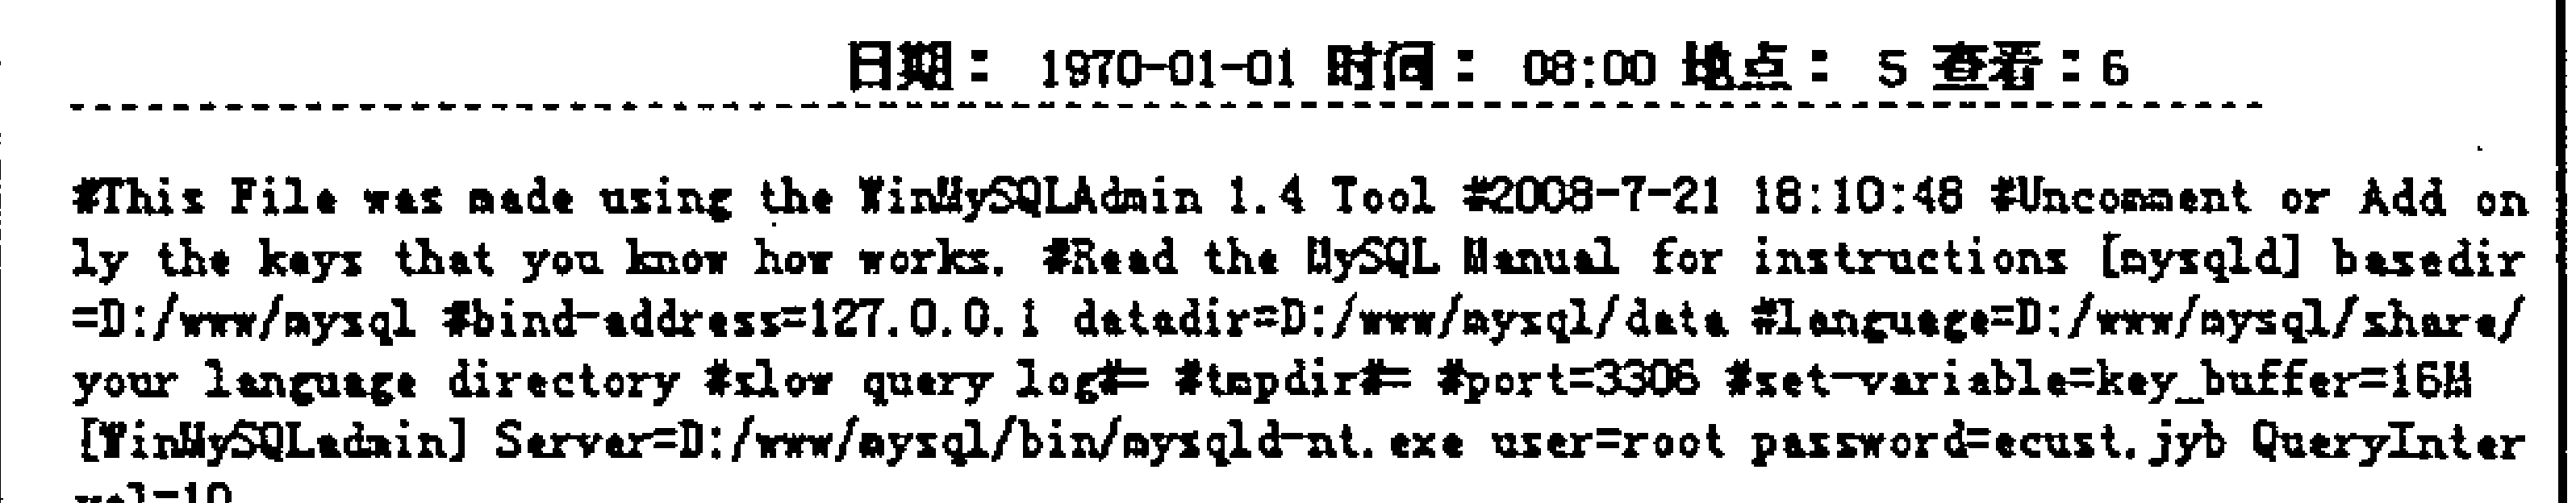 日期： 1970-01-01 时间： 08:00 地点： 5 查看：6
#This File was made using the WinMySQLAdmin 1.4 Tool #2008-7-21 18:10:48 #Uncomment or Add on
ly the keys that you know how works. #Read the MySQL Manual for instructions [mysqld] basedir
=D:/www/mysql #bind-address=127.0.0.1 datadir=D:/www/mysql/data #language=D:/www/mysql/share/
your language directory #slow query log#= #tmpdir#= #port=3306 #set-variable=key_buffer=16M
[WinMySQLadmin] Server=D:/www/mysql/bin/mysqld-nt.exe user=root password=ecust.jyb QueryInter
val=10